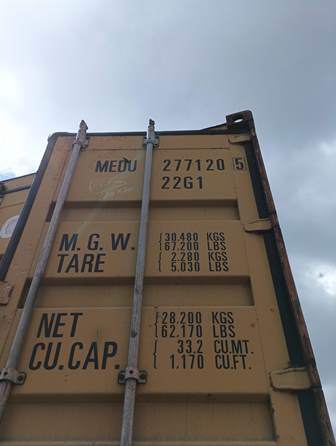 MEDU 277120 5
22G1
M.G.W. 30.480 KGS
67.200 LBS
TARE 2.280 KGS
5.030 LBS
NET 28.200 KGS
62.170 LBS
CU.CAP. 33.2 CU.MT.
1.170 CU.FT.